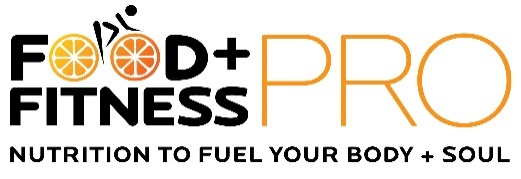 FOOD+
FITNESS PRO
NUTRITION TO FUEL YOUR BODY + SOUL